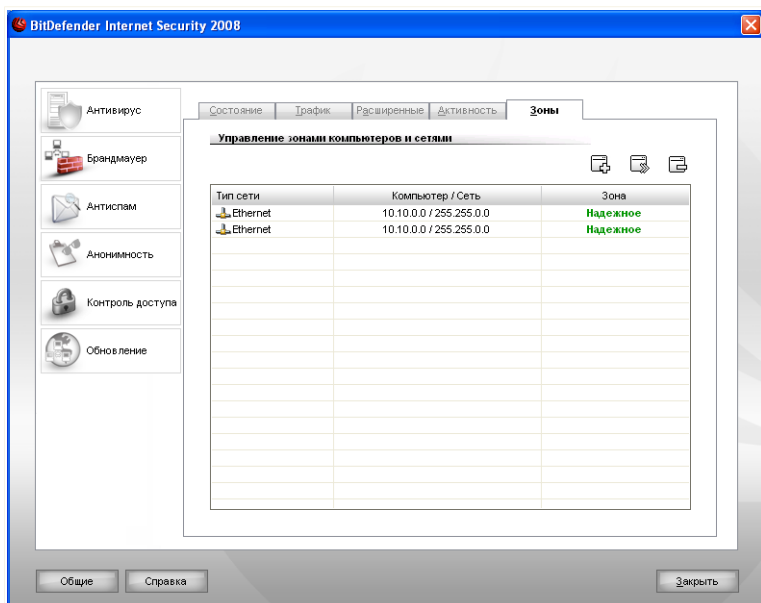 BitDefender Internet Security 2008
Антивирус
Брандмауер
Антиспам
Анонимность
Контроль доступа
Обновление
Состояние Трафик Расширенные Активность Зоны
Управление зонами компьютеров и сетями
Тип сети Компьютер / Сеть Зона
Ethernet 10.10.0.0 / 255.255.0.0 Надежное
Ethernet 10.10.0.0 / 255.255.0.0 Надежное
Общие Справка Закрыть